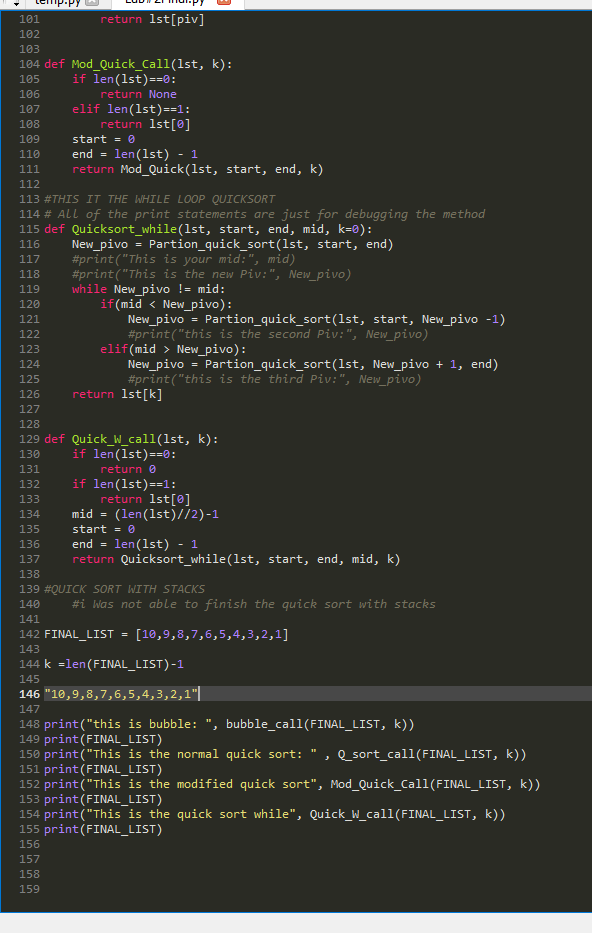 temp.py
101         return lst[piv]
102
103
104 def Mod_Quick_Call(lst, k):
105     if len(lst)==0:
106         return None
107     elif len(lst)==1:
108         return lst[0]
109     start = 0
110     end = len(lst) - 1
111     return Mod_Quick(lst, start, end, k)
112
113 #THIS IT THE WHILE LOOP QUICKSORT
114 # All of the print statements are just for debugging the method
115 def Quicksort_while(lst, start, end, mid, k=0):
116     New_pivo = Partion_quick_sort(lst, start, end)
117     #print("This is your mid:", mid)
118     #print("This is the new Piv:", New_pivo)
119     while New_pivo != mid:
120         if(mid < New_pivo):
121             New_pivo = Partion_quick_sort(lst, start, New_pivo -1)
122             #print("this is the second Piv:", New_pivo)
123         elif(mid > New_pivo):
124             New_pivo = Partion_quick_sort(lst, New_pivo + 1, end)
125             #print("this is the third Piv:", New_pivo)
126     return lst[k]
127
128
129 def Quick_W_call(lst, k):
130     if len(lst)==0:
131         return 0
132     if len(lst)==1:
133         return lst[0]
134     mid = (len(lst)//2)-1
135     start = 0
136     end = len(lst) - 1
137     return Quicksort_while(lst, start, end, mid, k)
138
139 #QUICK SORT WITH STACKS
140     #i Was not able to finish the quick sort with stacks
141
142 FINAL_LIST = [10,9,8,7,6,5,4,3,2,1]
143
144 k =len(FINAL_LIST)-1
145
146 "10,9,8,7,6,5,4,3,2,1"
147
148 print("this is bubble: ", bubble_call(FINAL_LIST, k))
149 print(FINAL_LIST)
150 print("This is the normal quick sort: " , Q_sort_call(FINAL_LIST, k))
151 print(FINAL_LIST)
152 print("This is the modified quick sort", Mod_Quick_Call(FINAL_LIST, k))
153 print(FINAL_LIST)
154 print("This is the quick sort while", Quick_W_call(FINAL_LIST, k))
155 print(FINAL_LIST)
156
157
158
159